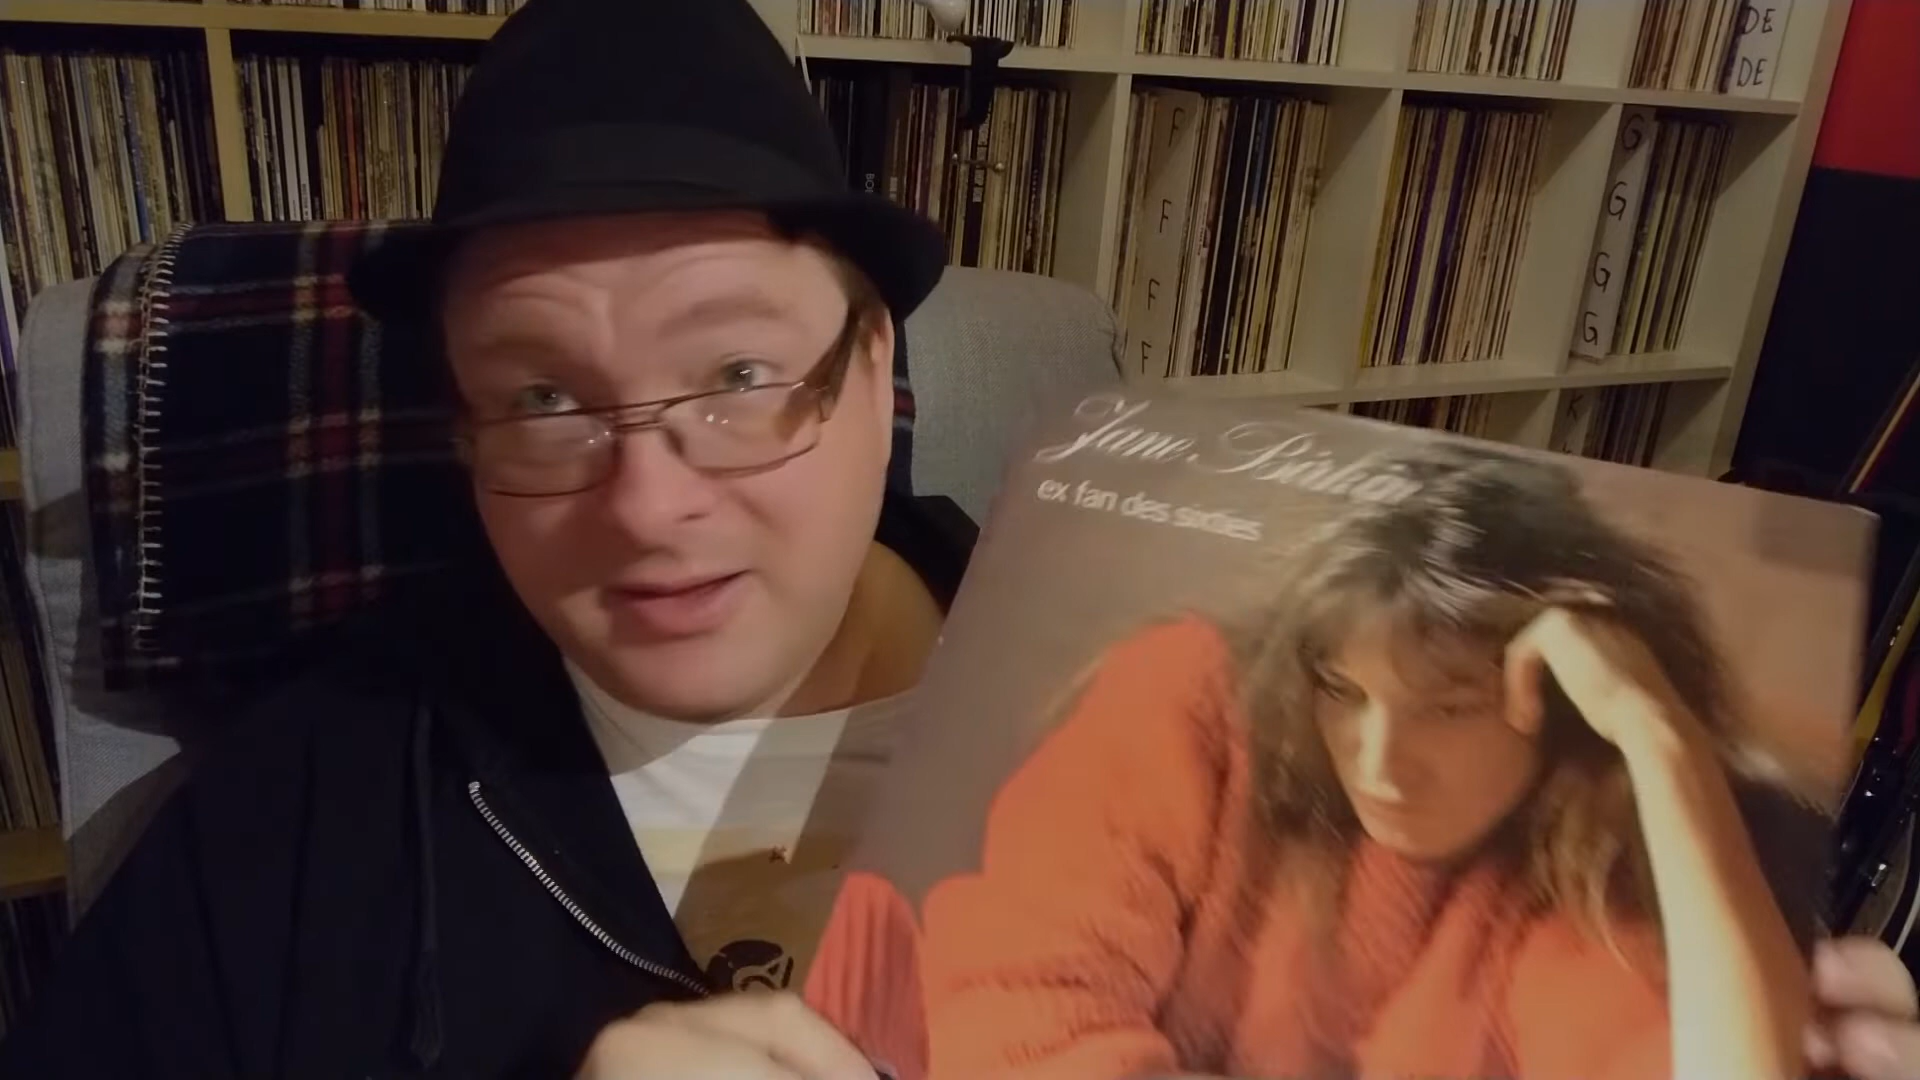 DE
DE
F
F
F
F
G
G
G
G
K
Jane Birkin
ex fan des sixties